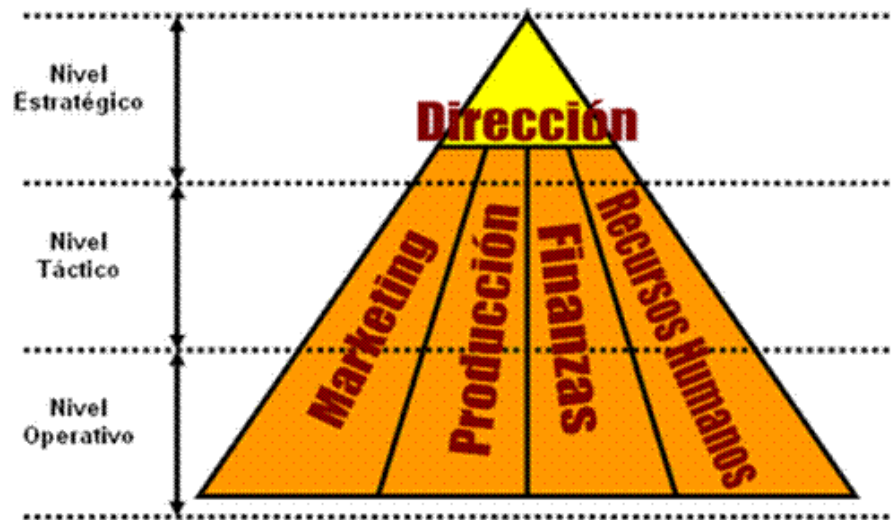 Nivel
Estratégico
Dirección
Nivel
Táctico
Marketing
Producción
Finanzas
Recursos Humanos
Nivel
Operativo